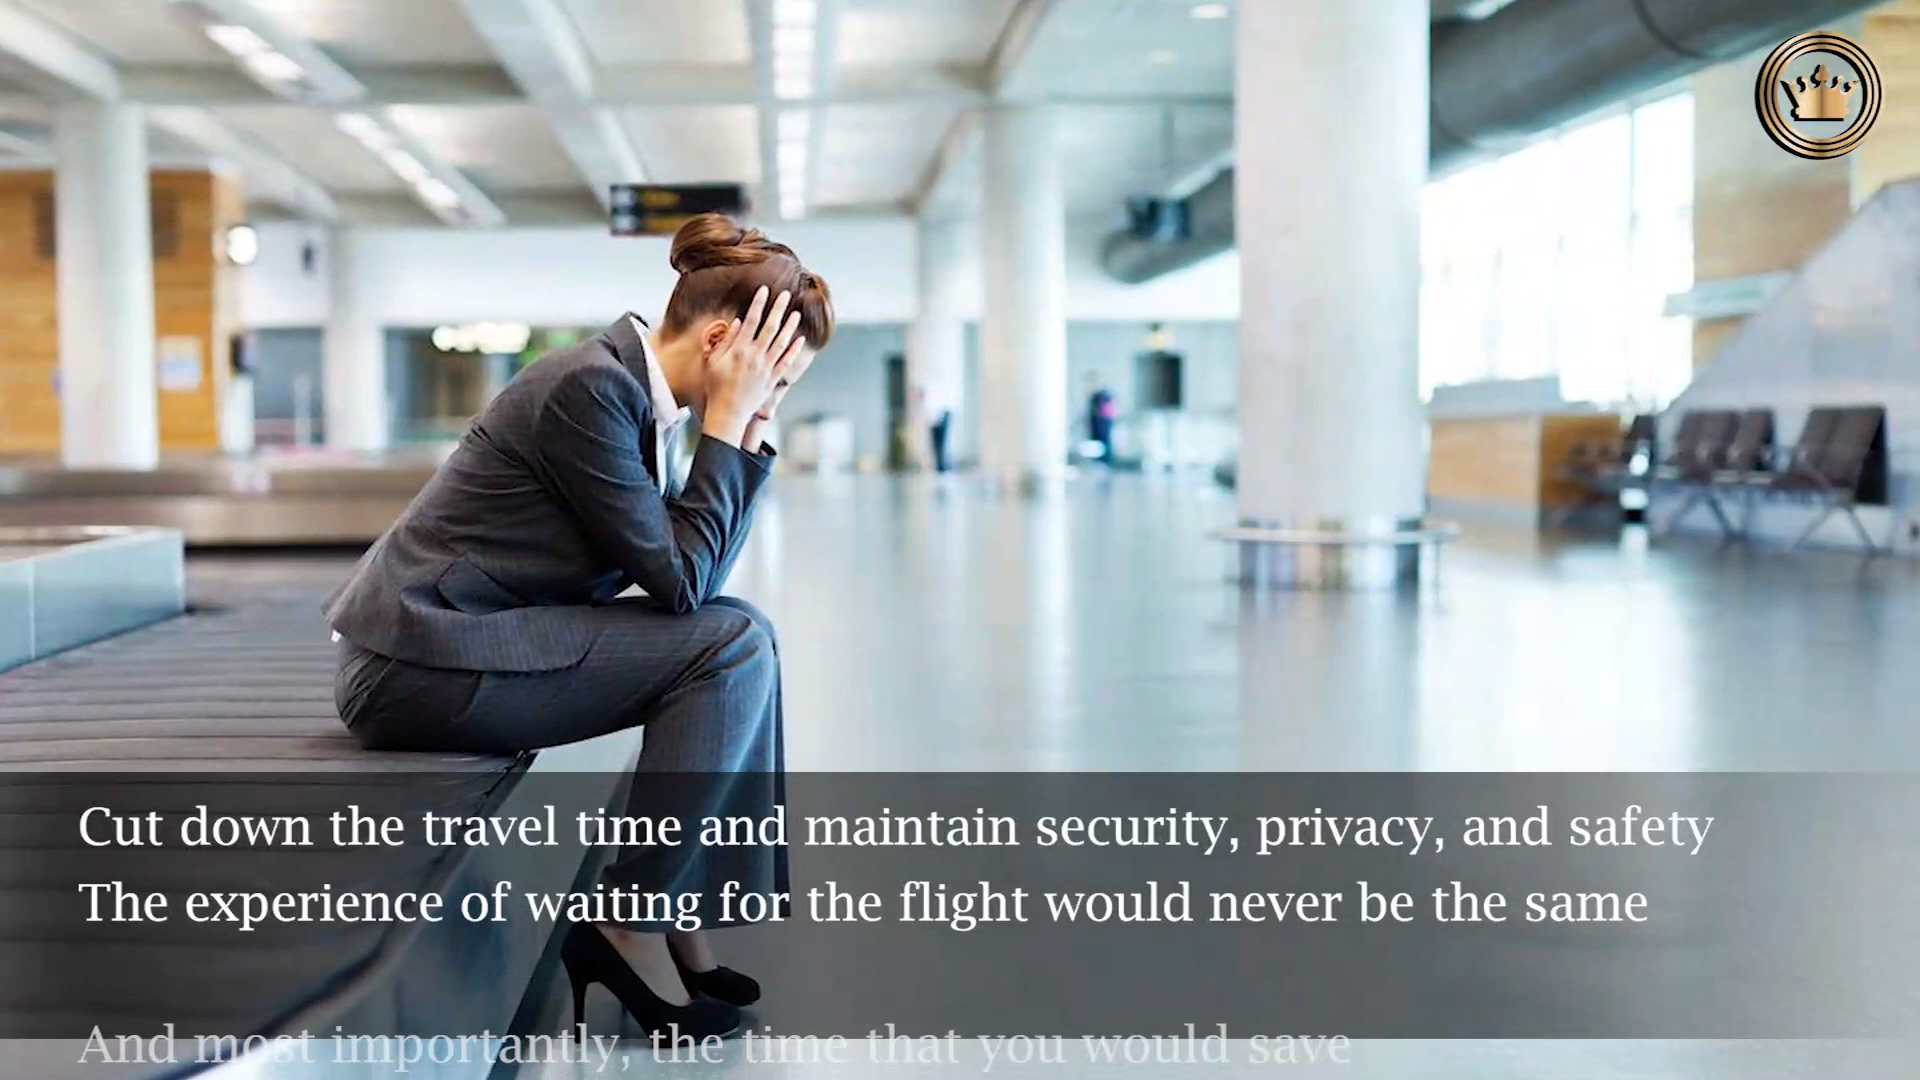 Cut down the travel time and maintain security, privacy, and safety
The experience of waiting for the flight would never be the same
And most importantly, the time that you would save